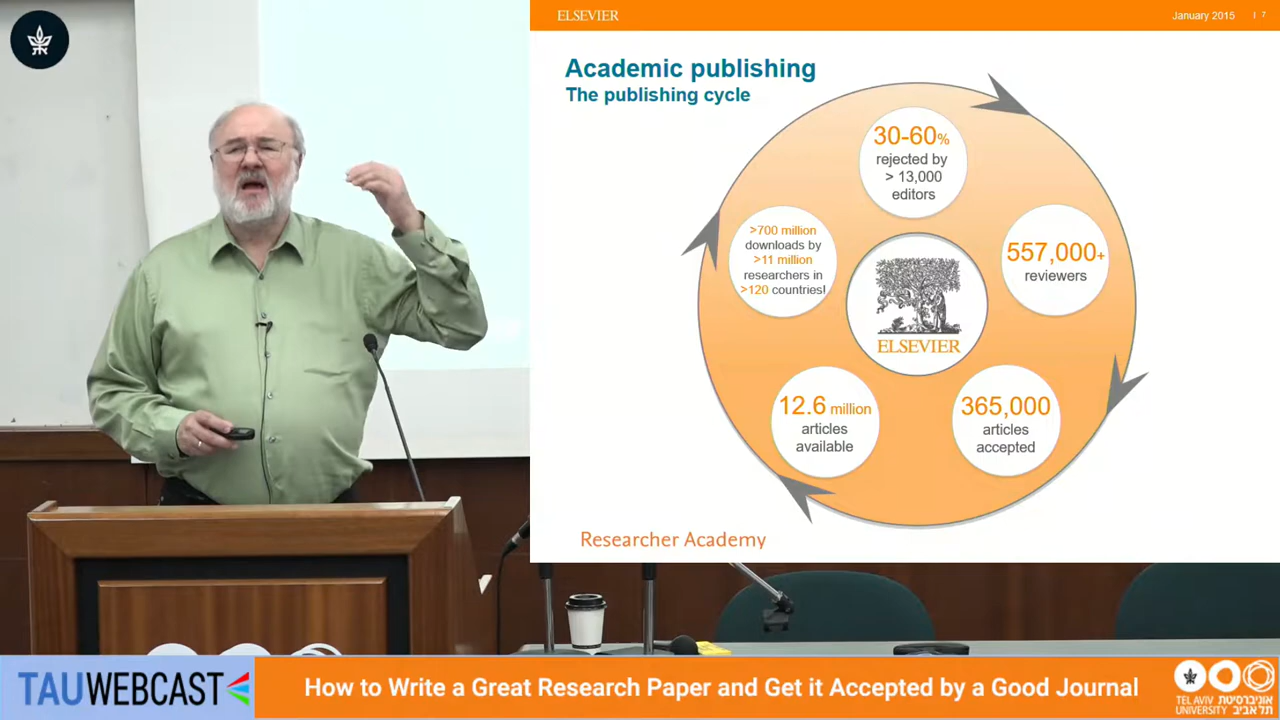 ELSEVIER
January 2015 | 7
Academic publishing
The publishing cycle
30-60%
rejected by
> 13,000
editors
557,000+
reviewers
365,000
articles
accepted
12.6 million
articles
available
>700 million
downloads by
>11 million
researchers in
>120 countries!
ELSEVIER
Researcher Academy
TAUWEBCAST
How to Write a Great Research Paper and Get it Accepted by a Good Journal
TEL AVIV אוניברסיטת
UNIVERSITY תל אביב